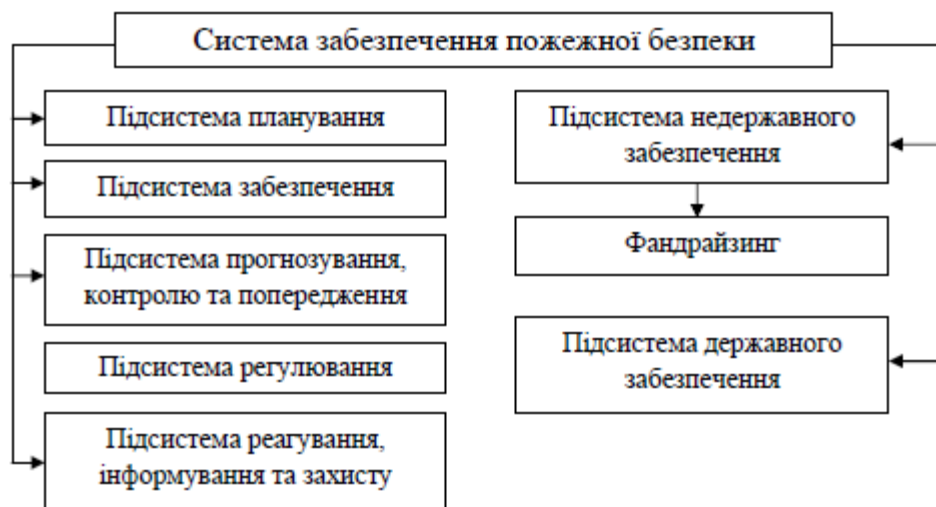 Система забезпечення пожежної безпеки
Підсистема планування
Підсистема забезпечення
Підсистема прогнозування,
контролю та попередження
Підсистема регулювання
Підсистема реагування,
інформування та захисту
Підсистема недержавного
забезпечення
Фандрайзинг
Підсистема державного
забезпечення